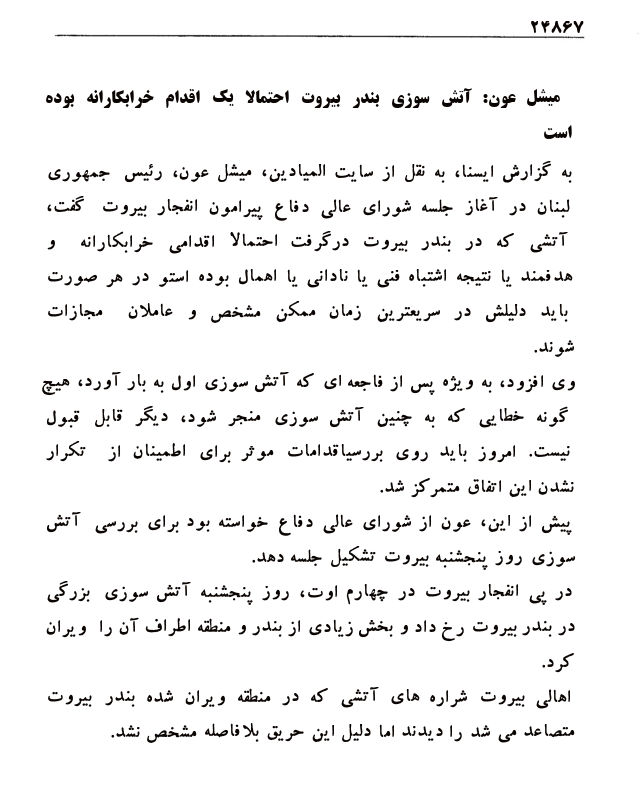 ۲۴۸۶۷
میشل عون: آتش سوزی بندر بیروت احتمالا یک اقدام خرابکارانه بوده
است
به گزارش ایسنا، به نقل از سایت المیادین، میشل عون، رئیس جمهوری
لبنان در آغاز جلسه شورای عالی دفاع پیرامون انفجار بیروت گفت،
آتشی که در بندر بیروت درگرفت احتمالا اقدامی خرابکارانه و
هدفمند یا نتیجه اشتباه فنی یا نادانی یا اهمال بوده استو در هر صورت
باید دلیلش در سریعترین زمان ممکن مشخص و عاملان مجازات
شوند.
وی افزود، به ویژه پس از فاجعه ای که آتش سوزی اول به بار آورد، هیچ
گونه خطایی که به چنین آتش سوزی منجر شود، دیگر قابل قبول
نیست. امروز باید روی بررسیاقدامات موثر برای اطمینان از تکرار
نشدن این اتفاق متمرکز شد.
پیش از این، عون از شورای عالی دفاع خواسته بود برای بررسی آتش
سوزی روز پنجشنبه بیروت تشکیل جلسه دهد.
در پی انفجار بیروت در چهارم اوت، روز پنجشنبه آتش سوزی بزرگی
در بندر بیروت رخ داد و بخش زیادی از بندر و منطقه اطراف آن را ویران
کرد.
اهالی بیروت شراره های آتشی که در منطقه ویران شده بندر بیروت
متصاعد می شد را دیدند اما دلیل این حریق بلافاصله مشخص نشد.